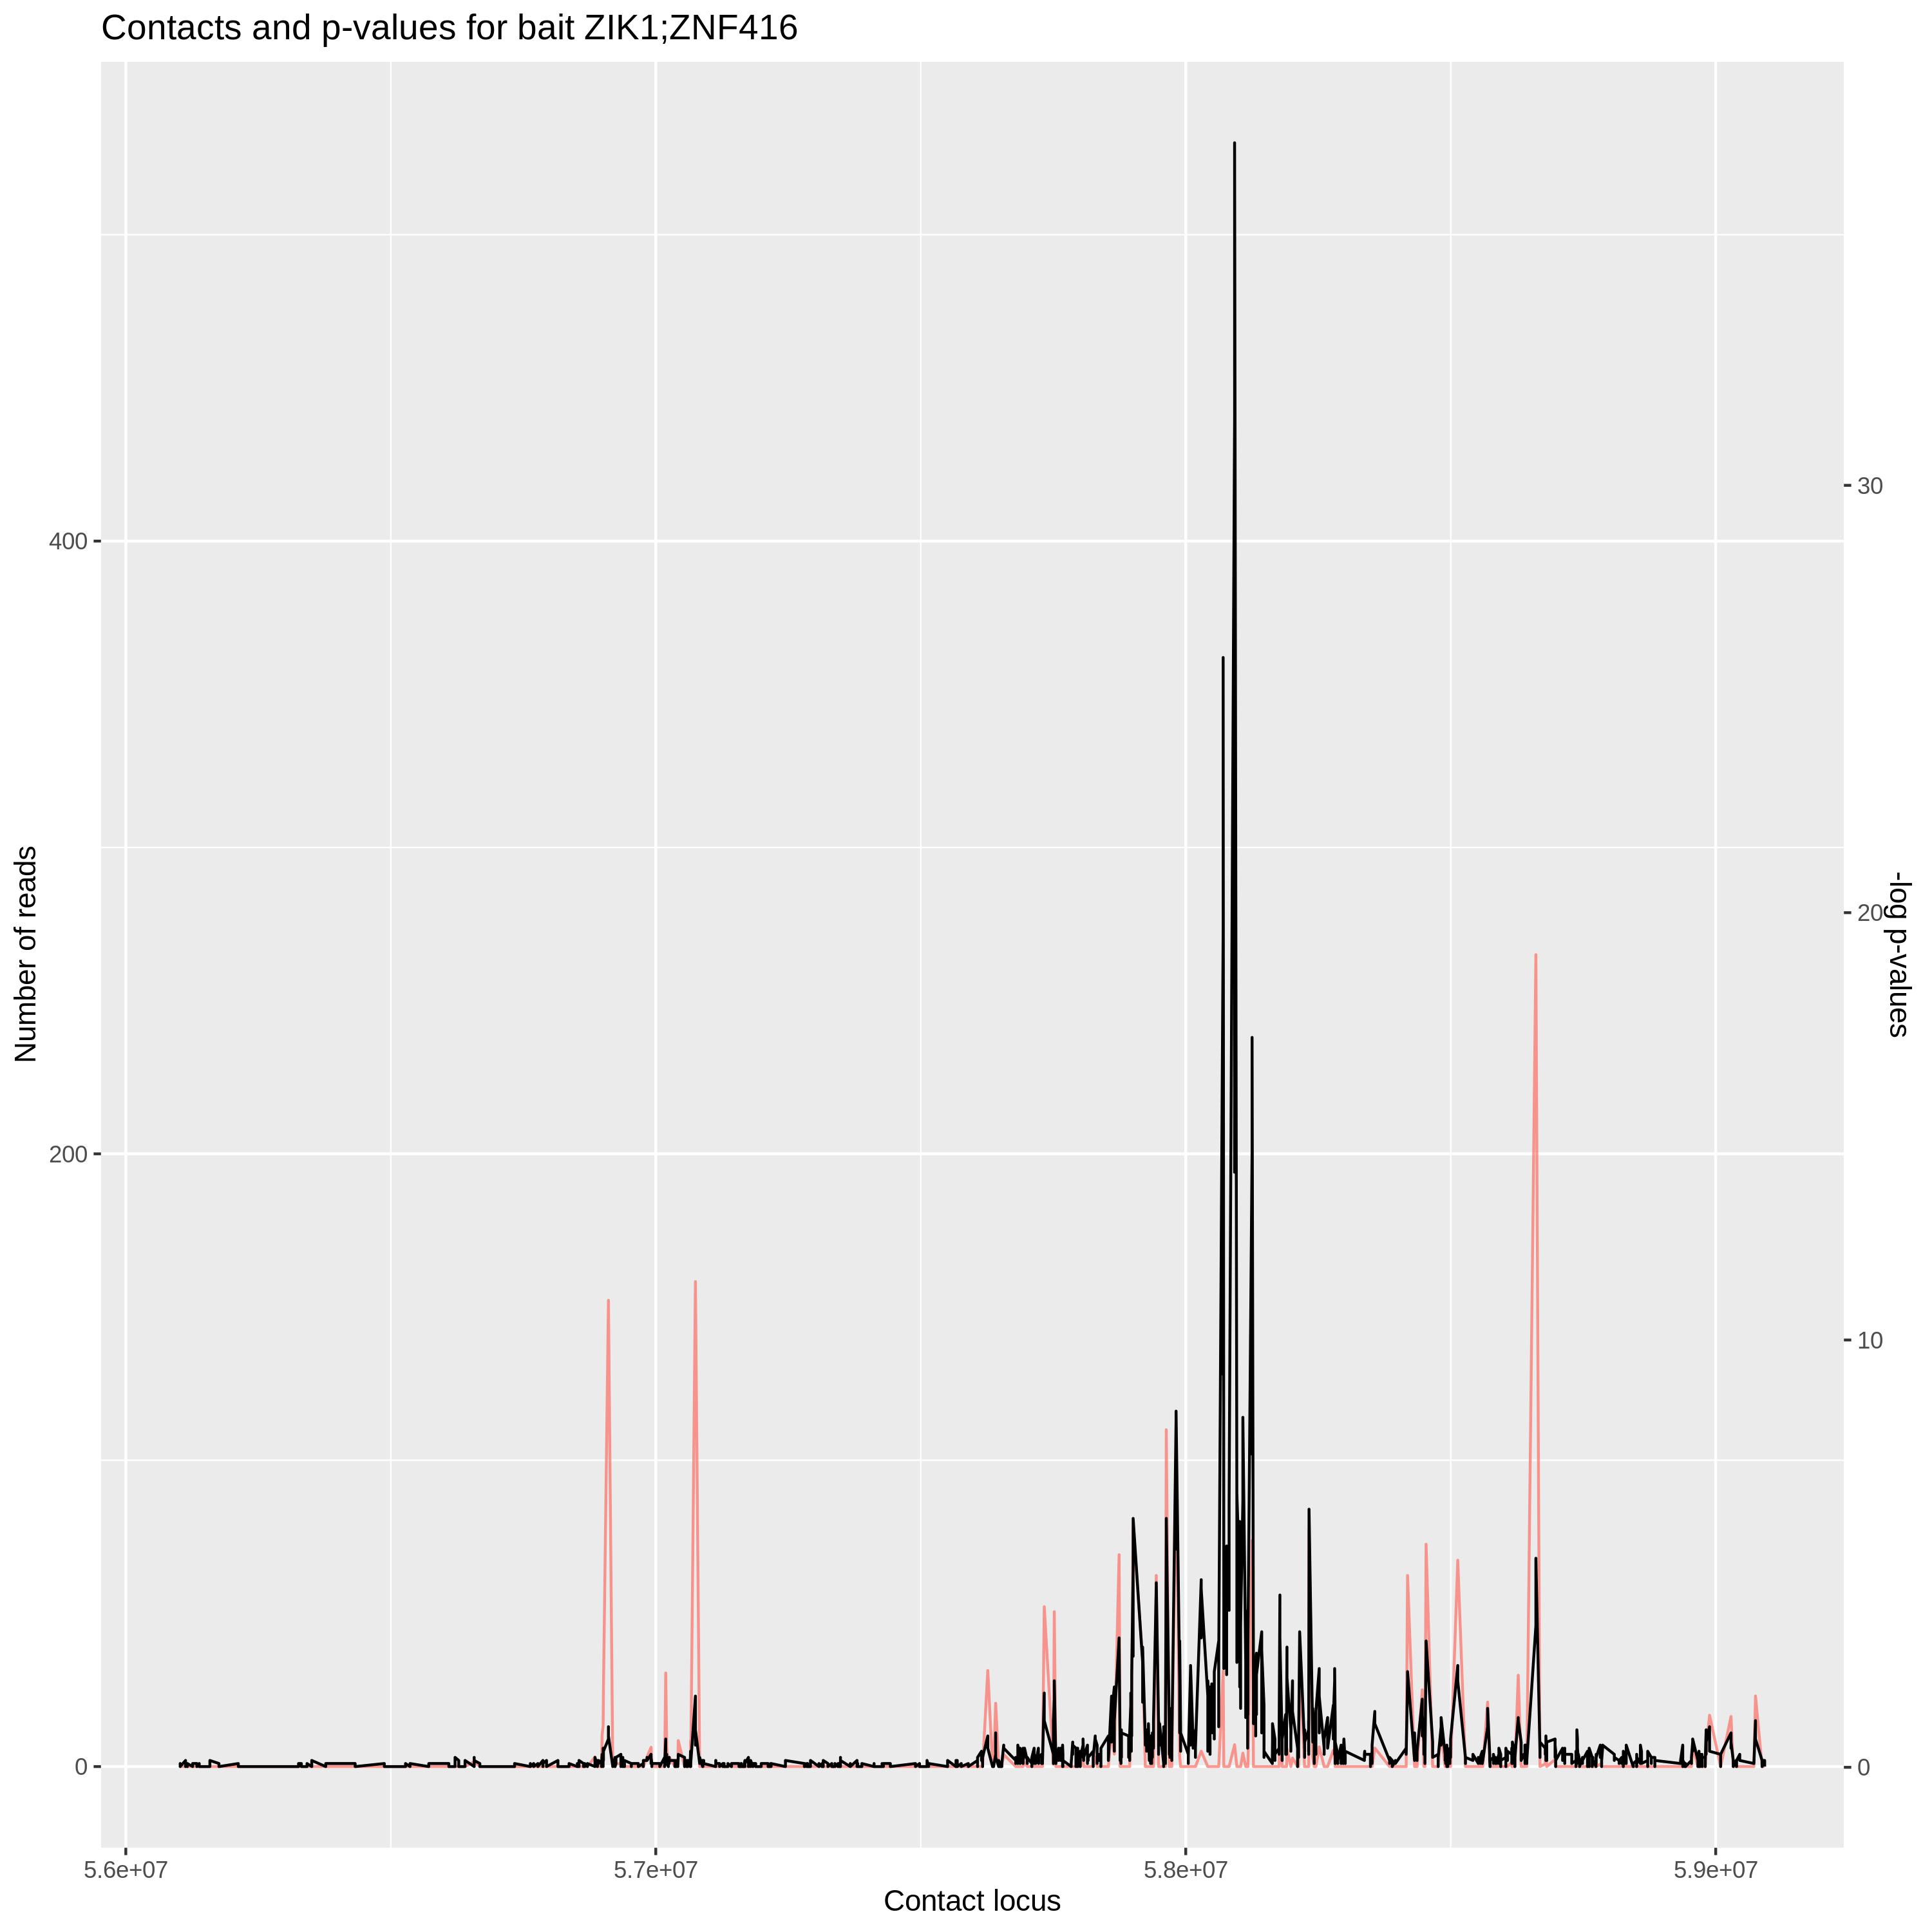 Contacts and p-values for bait ZIK1;ZNF416
Number of reads
400
200
0
30
20
10
0
-log p-values
5.6e+07 5.7e+07 5.8e+07 5.9e+07
Contact locus